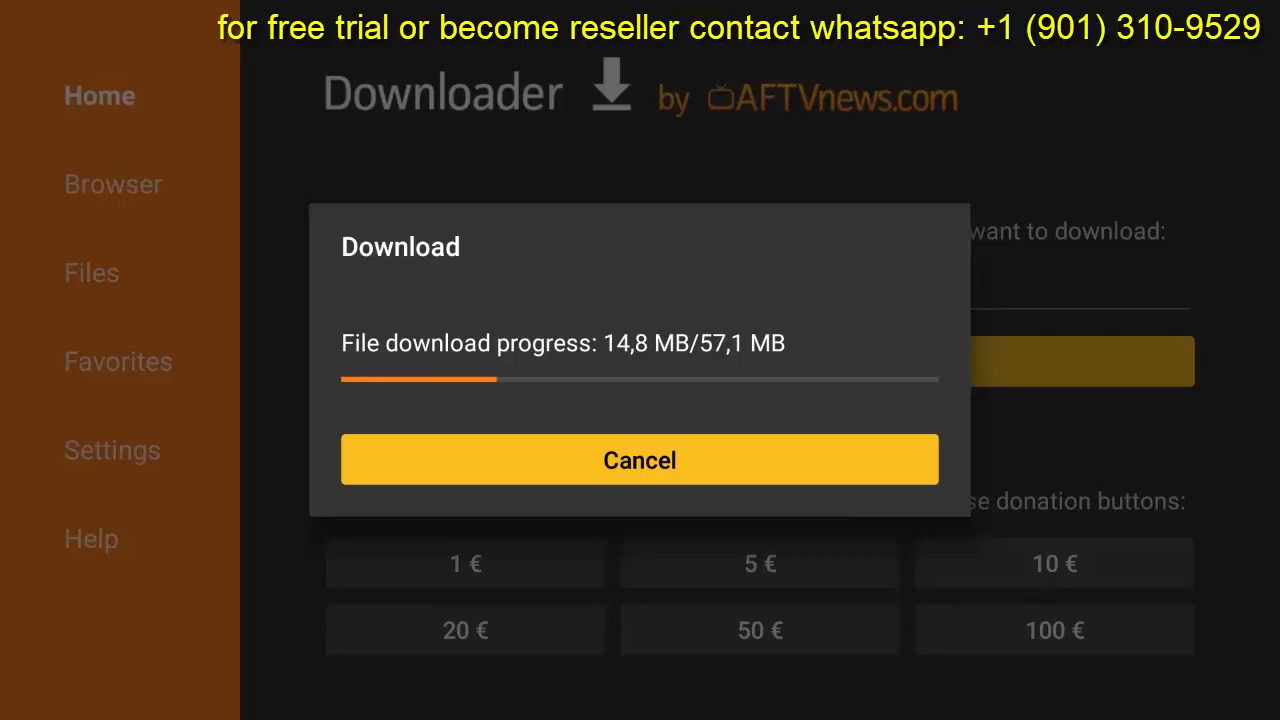 for free trial or become reseller contact whatsapp: +1 (901) 310-9529
Home
Downloader by AFTVnews.com
Browser
want to download:
Download
Files
File download progress: 14,8 MB/57,1 MB
Favorites
Settings
Cancel
se donation buttons:
Help
1 € 5 € 10 €
20 € 50 € 100 €